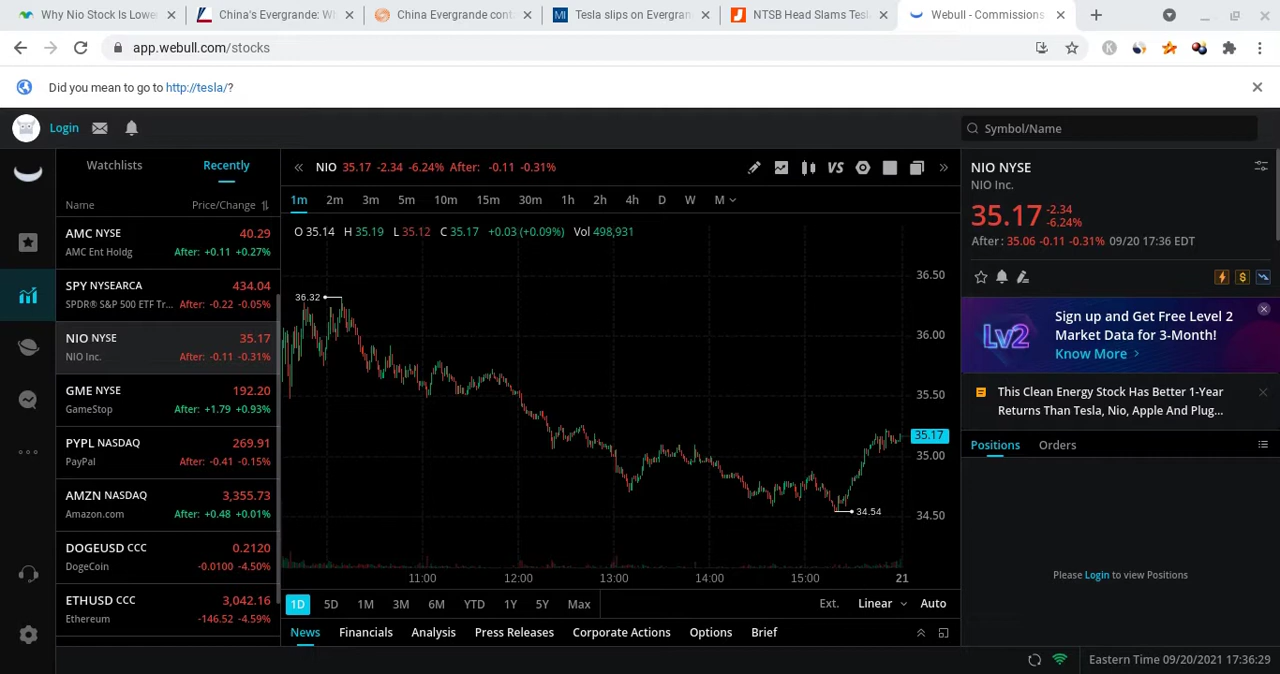 Why Nio Stock Is Lowe
China's Evergrande: Wh
China Evergrande cont
MI
Tesla slips on Evergran
NTSB Head Slams Tesl
Webull - Commissions
app.webull.com/stocks
K
Did you mean to go to http://tesla/?
Login
Symbol/Name
Watchlists
Recently
Name
Price/Change
AMC NYSE 40.29
AMC Ent Holdg After: +0.11 +0.27%
SPY NYSEARCA 434.04
SPDR® S&P 500 ETF Tr... After: -0.22 -0.05%
NIO NYSE 35.17
NIO Inc. After: -0.11 -0.31%
GME NYSE 192.20
GameStop After: +1.79 +0.93%
PYPL NASDAQ 269.91
PayPal After: -0.41 -0.15%
AMZN NASDAQ 3,355.73
Amazon.com After: +0.48 +0.01%
DOGEUSD CCC 0.2120
DogeCoin -0.0100 -4.50%
ETHUSD CCC 3,042.16
Ethereum -146.52 -4.59%
NIO 35.17 -2.34 -6.24% After: -0.11 -0.31%
VS
1m 2m 3m 5m 10m 15m 30m 1h 2h 4h D W M
O 35.14 H 35.19 L 35.12 C 35.17 +0.03 (+0.09%) Vol 498,931
36.50
36.32
36.00
35.50
35.17
35.00
34.50
34.54
11:00 12:00 13:00 14:00 15:00 21
1D 5D 1M 3M 6M YTD 1Y 5Y Max
Ext. Linear Auto
News Financials Analysis Press Releases Corporate Actions Options Brief
NIO NYSE
NIO Inc.
35.17 -2.34
-6.24%
After : 35.06 -0.11 -0.31% 09/20 17:36 EDT
$
Lv2
Sign up and Get Free Level 2
Market Data for 3-Month!
Know More >
This Clean Energy Stock Has Better 1-Year
Returns Than Tesla, Nio, Apple And Plug...
Positions Orders
Please Login to view Positions
Eastern Time 09/20/2021 17:36:29